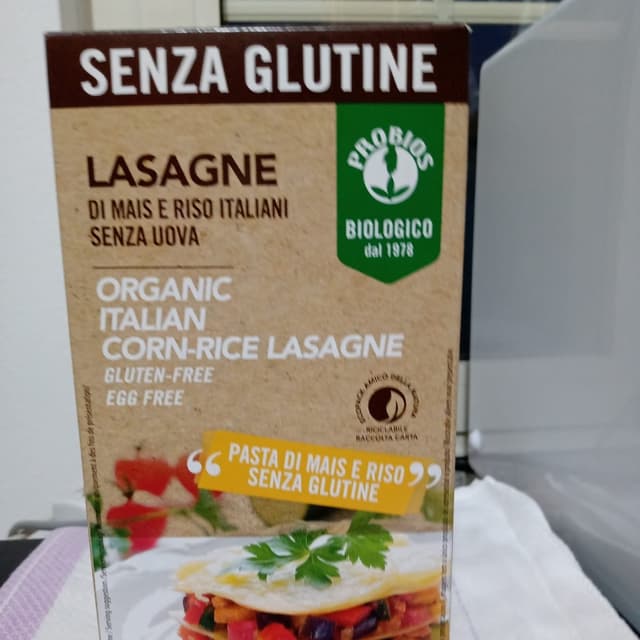 SENZA GLUTINE
LASAGNE
DI MAIS E RISO ITALIANI
SENZA UOVA
PROBIOS
BIOLOGICO
dal 1978
ORGANIC
ITALIAN
CORN-RICE LASAGNE
GLUTEN-FREE
EGG FREE
RICICLABILE
RACCOLTA CARTA
“PASTA DI MAIS E RISO
SENZA GLUTINE”